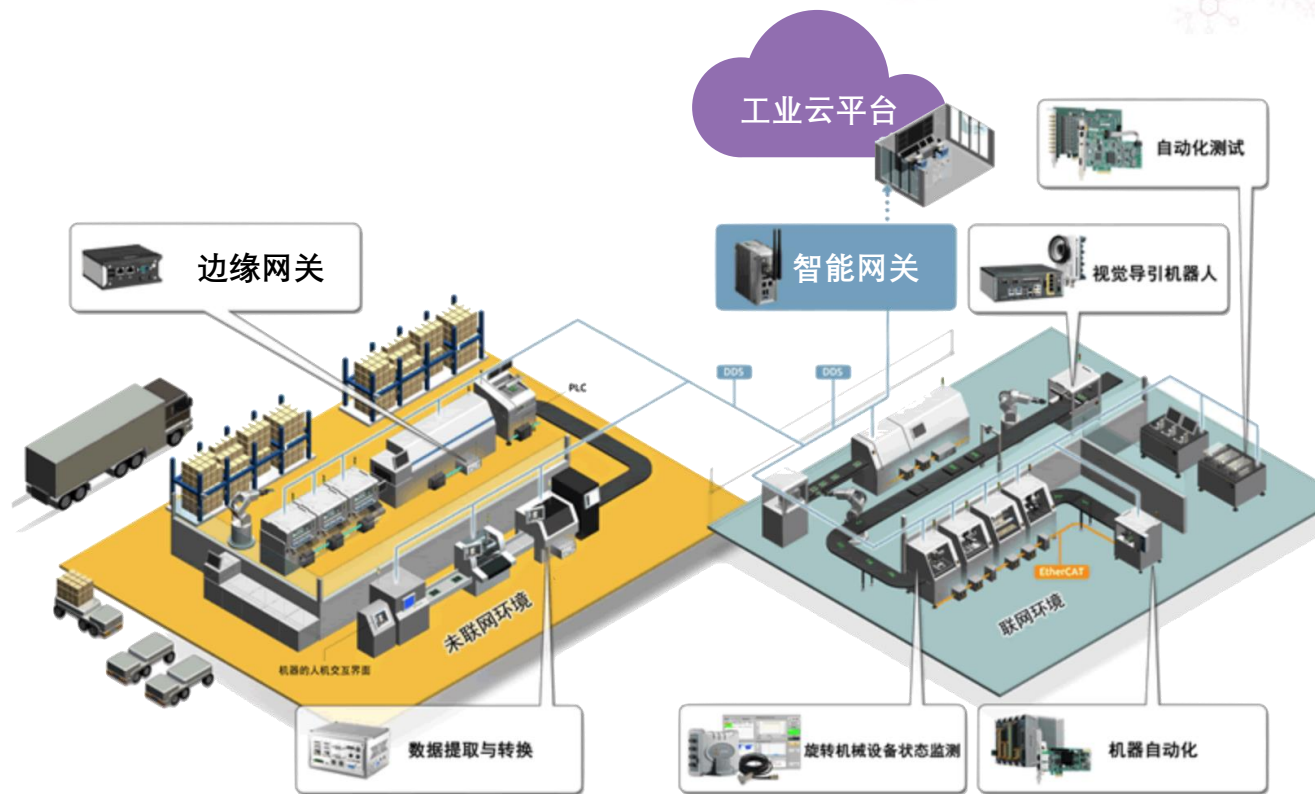 工业云平台
自动化测试
边缘网关
智能网关
视觉导引机器人
DDS
DDS
PLC
EtherCAT
未联网环境
联网环境
机器的人机交互界面
数据提取与转换
旋转机械设备状态监测
机器自动化